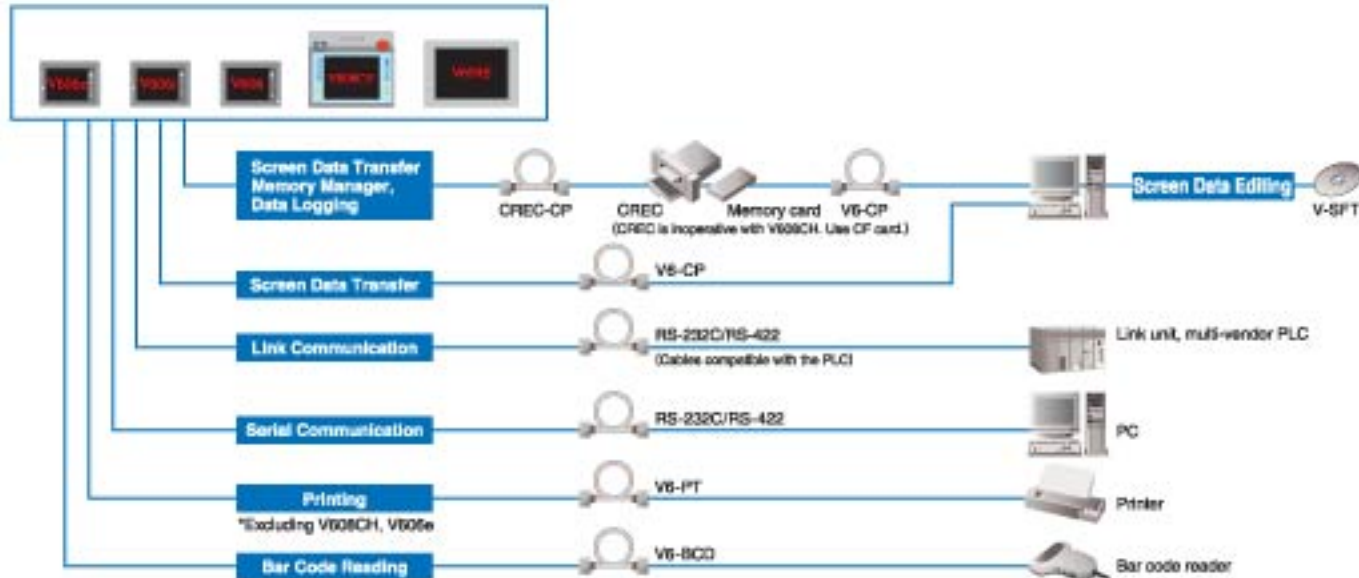 V606e
V606i
V606
V608CH
Screen Data Transfer
Memory Manager,
Data Logging
CREC-CP
CREC
Memory card
V6-CP
(CREC is inoperative with V608CH. Use CF card.)
Screen Data Editing
V-SFT
Screen Data Transfer
V6-CP
Link Communication
RS-232C/RS-422
(Cables compatible with the PLC)
Link unit, multi-vendor PLC
Serial Communication
RS-232C/RS-422
PC
Printing
*Excluding V608CH, V606e
V6-PT
Printer
Bar Code Reading
V6-BCD
Bar code reader